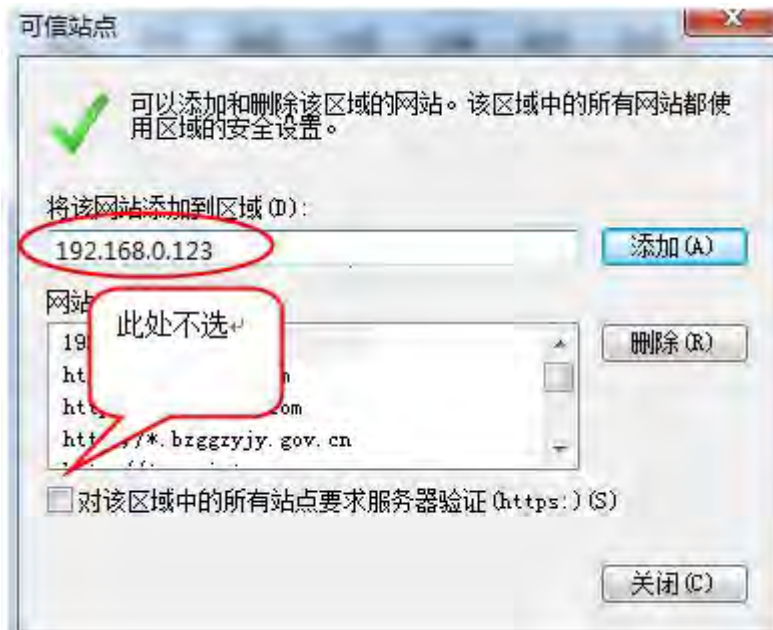 可信站点
可以添加和删除该区域的网站。该区域中的所有网站都使
用区域的安全设置。
将该网站添加到区域(D):
192.168.0.123
添加(A)
网站
此处不选
删除(R)
.bzggzyjy.gov.cn
对该区域中的所有站点要求服务器验证(https:)(S)
关闭(C)